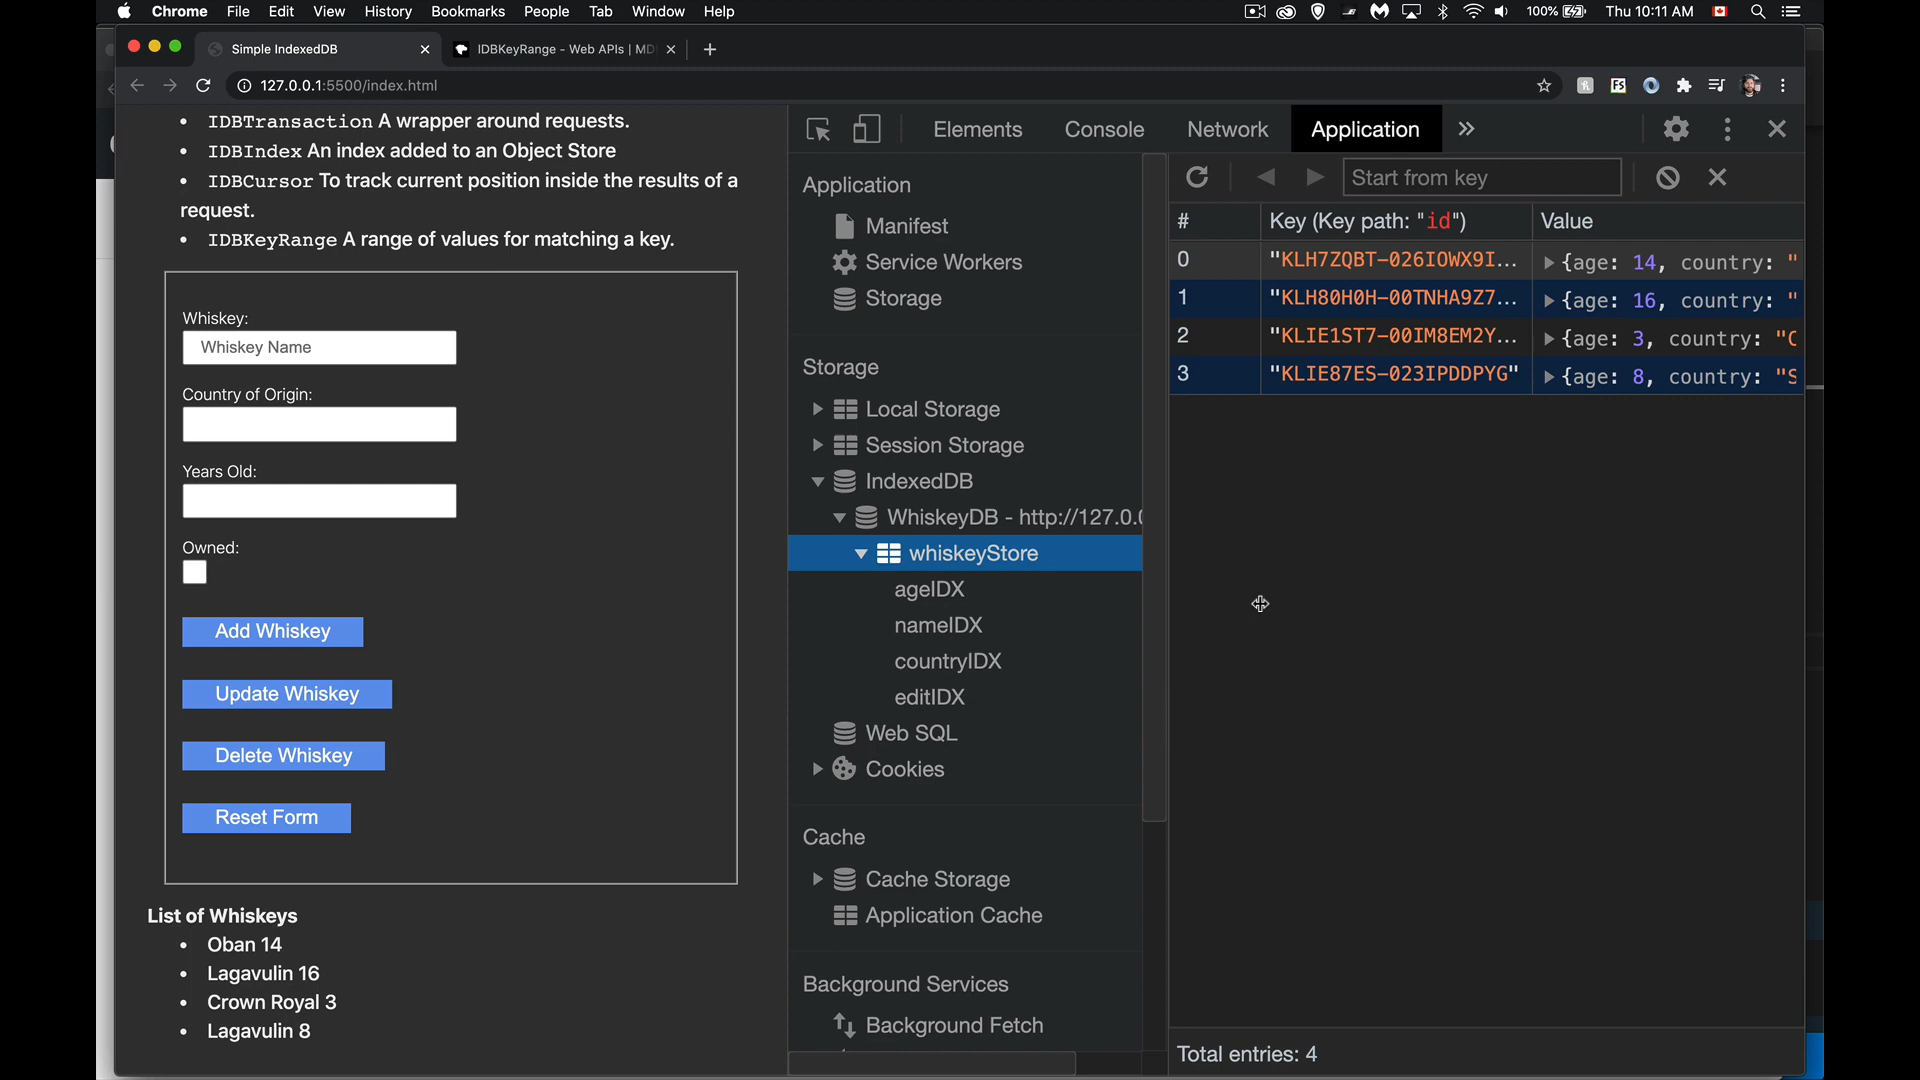 Chrome File Edit View History Bookmarks People Tab Window Help 100% Thu 10:11 AM
Simple IndexedDB IDBKeyRange - Web APIs | MD
127.0.0.1:5500/index.html
IDBTransaction A wrapper around requests.
IDBIndex An index added to an Object Store
IDBCursor To track current position inside the results of a
request.
IDBKeyRange A range of values for matching a key.
Whiskey:
Whiskey Name
Country of Origin:
Years Old:
Owned:
Add Whiskey
Update Whiskey
Delete Whiskey
Reset Form
List of Whiskeys
Oban 14
Lagavulin 16
Crown Royal 3
Lagavulin 8
Elements Console Network Application
Application
Manifest
Service Workers
Storage
Storage
Local Storage
Session Storage
IndexedDB
WhiskeyDB - http://127.0.0
whiskeyStore
ageIDX
nameIDX
countryIDX
editIDX
Web SQL
Cookies
Cache
Cache Storage
Application Cache
Background Services
Background Fetch
Start from key
# Key (Key path: "id") Value
0 "KLH7ZQBT-026IOWX9I... {age: 14, country: "
1 "KLH80H0H-00TNHA9Z7... {age: 16, country: "
2 "KLIE1ST7-00IM8EM2Y... {age: 3, country: "C
3 "KLIE87ES-023IPDDPYG" {age: 8, country: "S
Total entries: 4